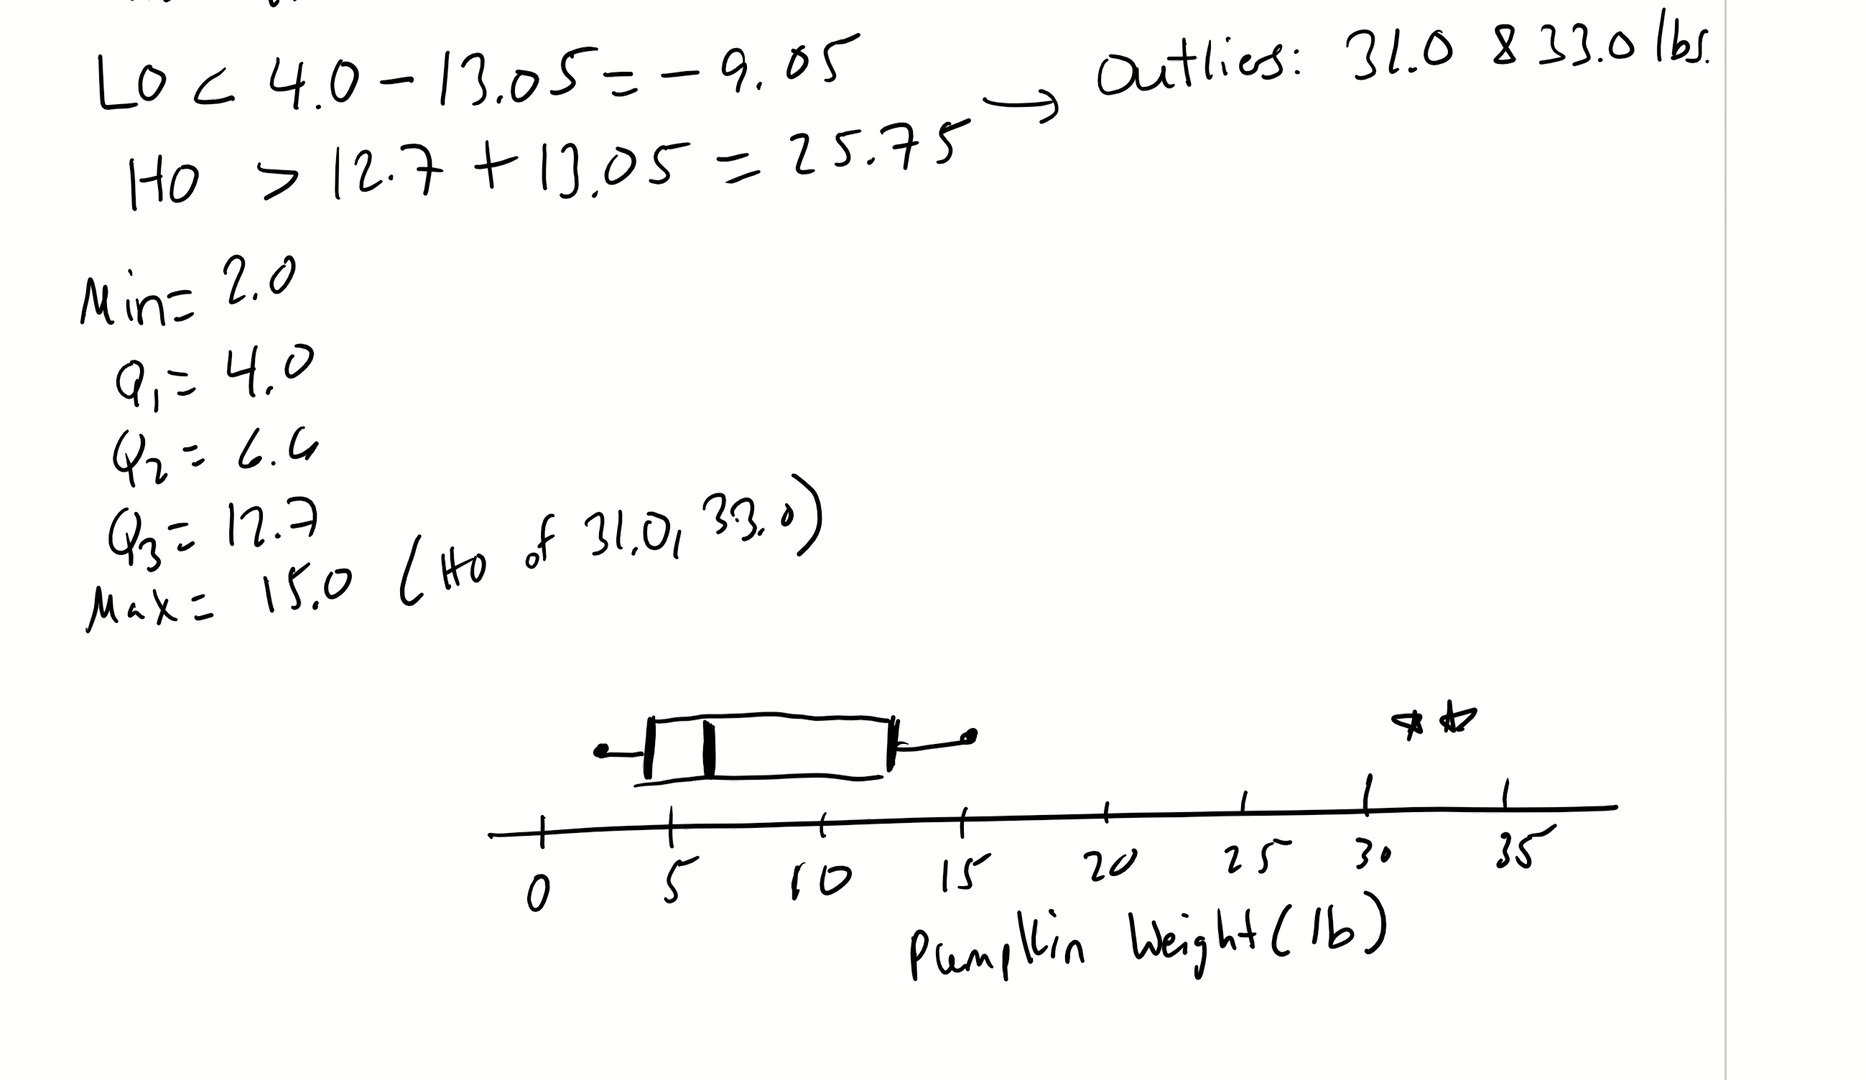 LO < 4.0 - 13.05 = - 9.05
HO > 12.7 + 13.05 = 25.75
→ Outliers: 31.0 & 33.0 lbs.
Min = 2.0
Q1 = 4.0
Q2 = 6.6
Q3 = 12.7
Max = 15.0 (HO of 31.0, 33.0)
0 5 10 15 20 25 30 35
Pumpkin Weight (lb)